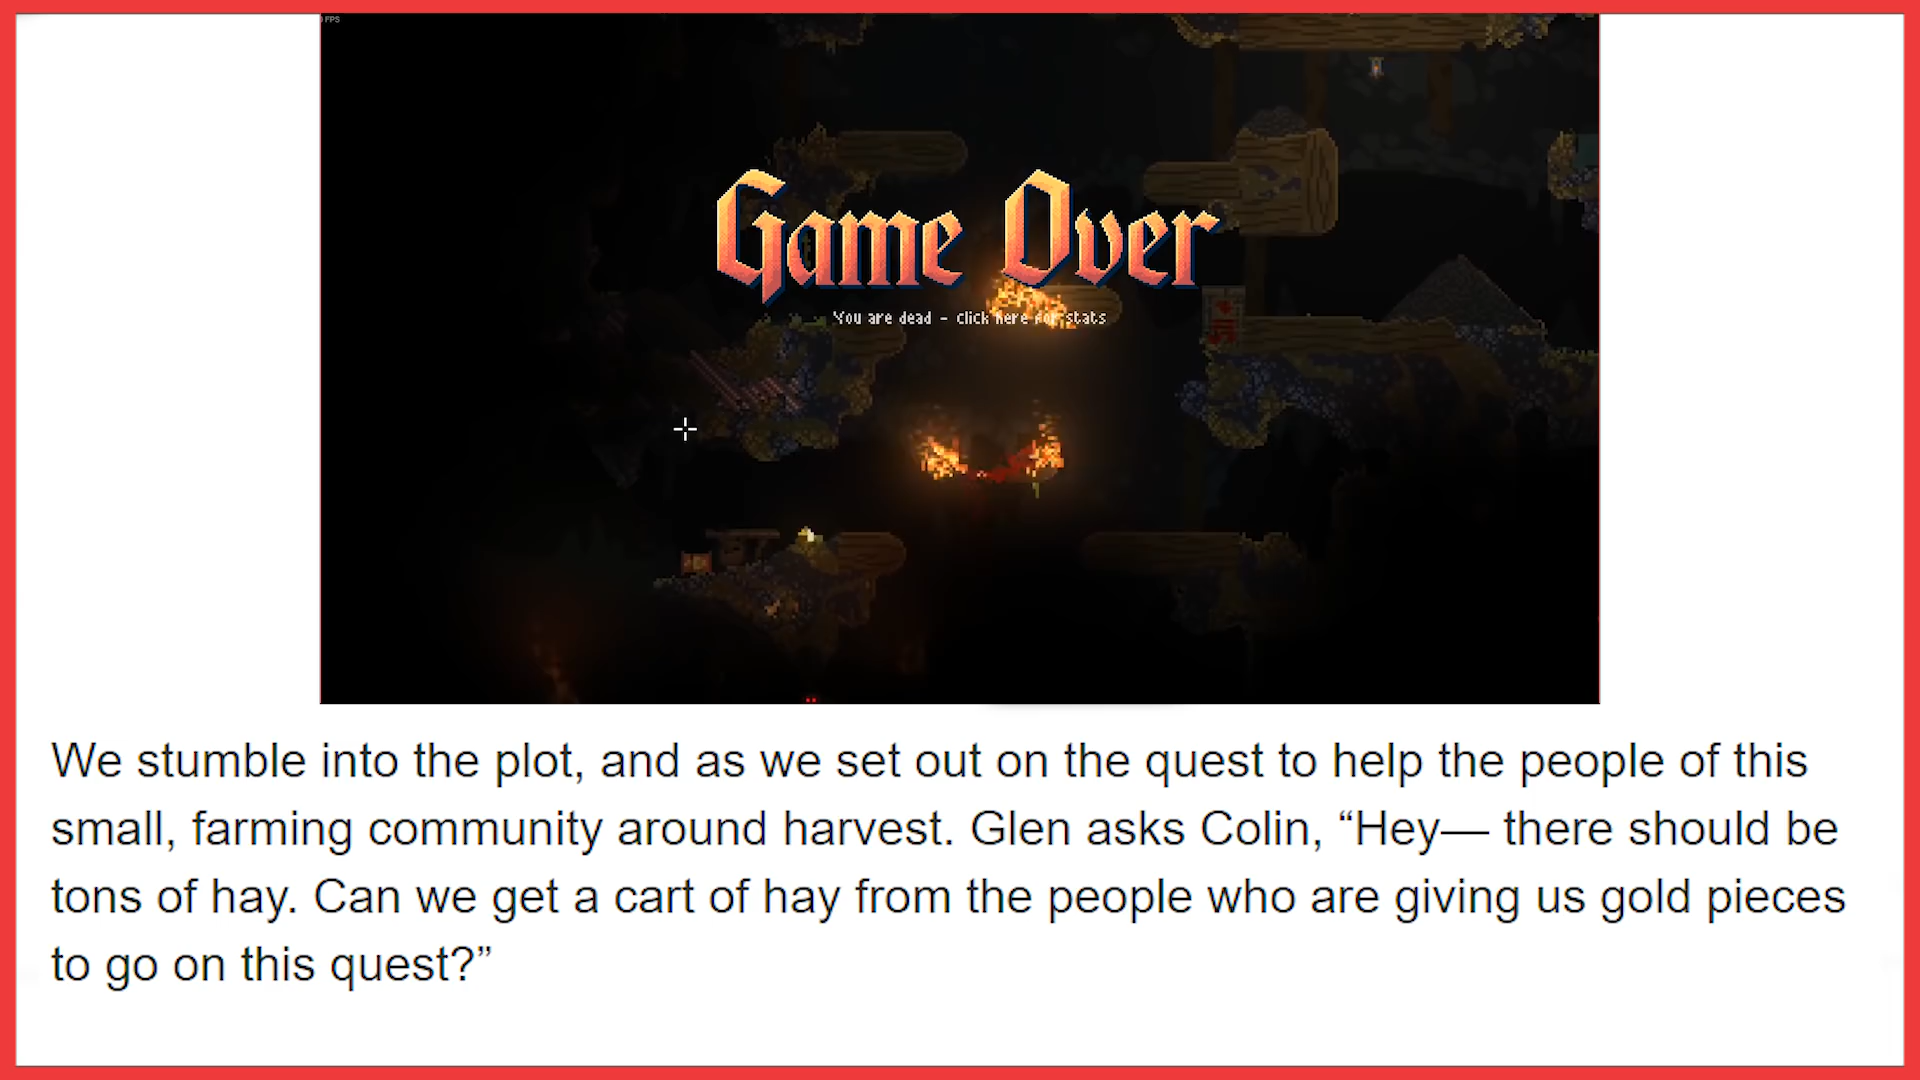 FPS
Game Over
You are dead - click here for stats
We stumble into the plot, and as we set out on the quest to help the people of this
small, farming community around harvest. Glen asks Colin, “Hey— there should be
tons of hay. Can we get a cart of hay from the people who are giving us gold pieces
to go on this quest?”